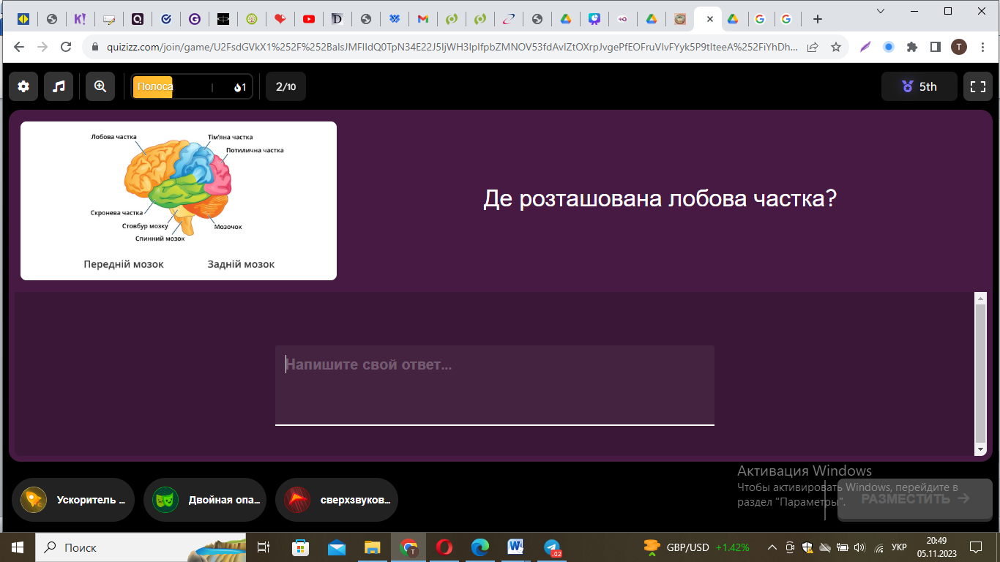 quizizz.com/join/game/U2FsdGVkX1%252F%252BalsJMFIldQ0TpN34E22J5ljWH3lpIfpbZMNOV53fdAvlZtOXrpJvgePfEOFruVlvFYyk5P9tIteeA%252FiYhDh...
T
Полоса
1
2/10
5th
Лобова частка
Тім'яна частка
Потилична частка
Скронева частка
Стовбур мозку
Мозочок
Спинний мозок
Передній мозок
Задній мозок
Де розташована лобова частка?
Напишите свой ответ...
Активация Windows
Чтобы активировать Windows, перейдите в
раздел "Параметры".
РАЗМЕСТИТЬ
Ускоритель ...
Двойная опа...
сверхзвуков...
Поиск
GBP/USD +1.42%
УКР
20:49
05.11.2023